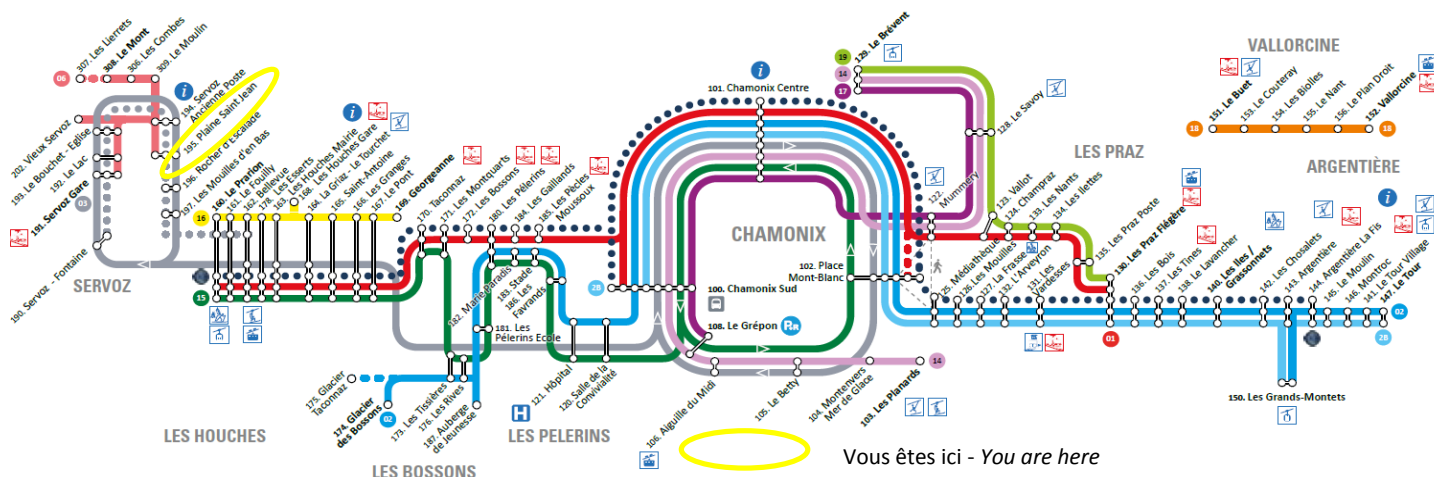 307. Les Lierrets
308. Le Mont
306. Les Combes
309. Le Moulin
06
i
194. Servoz
Ancienne Poste
195. Plaine Saint Jean
196. Rocher d'Escalade
197. Les Mouilles d'en Bas
202. Vieux Servoz
193. Le Bouchet - Eglise
192. Le Lac
191. Servoz Gare
03
190. Servoz - Fontaine
SERVOZ
16
160. Le Prarion
161. Le Fouilly
162. Bellevue
178. Les Esserts
163. Les Houches Mairie
168. Les Houches Gare
164. La Griaz - Le Tourchet
165. Saint-Antoine
166. Les Granges
167. Le Pont
169. Georgeanne
i
15
LES HOUCHES
170. Taconnaz
171. Les Montquarts
172. Les Bossons
180. Les Pélerins
184. Les Gaillands
185. Les Pècles
Moussoux
182. Marie Paradis
183. Stade
186. Les
Favrands
181. Les
Pélerins Ecole
175. Glacier
Taconnaz
174. Glacier
des Bossons
02
173. Les Tissières
176. Les Rives
187. Auberge
de Jeunesse
LES BOSSONS
H
121. Hôpital
120. Salle de la
Convivialité
LES PELERINS
2B
i
101. Chamonix Centre
CHAMONIX
102. Place
Mont-Blanc
100. Chamonix Sud
108. Le Grépon
RR
106. Aiguille du Midi
105. Le Betty
104. Montenvers
Mer de Glace
103. Les Planards
14
19
14
17
129. Le Brévent
128. Le Savoy
122.
Mummery
123. Vallot
124. Champraz
133. Les Nants
134. Les Ilettes
LES PRAZ
135. Les Praz Poste
130. Les Praz Flégère
01
125. Médiathèque
126. Les Mouilles
127. La Frasse
132. L'Arveyron
131. Les
Tardesses
136. Les Bois
137. Les Tines
138. Le Lavancher
140. Les Iles /
Grassonnets
142. Les Chosalets
143. Argentière
144. Argentière La Fis
145. Le Moulin
146. Montroc
141. Le Tour Village
147. Le Tour
02
2B
150. Les Grands-Montets
ARGENTIÈRE
i
VALLORCINE
18
151. Le Buet
153. Le Couteray
154. Les Biolles
155. Le Nant
156. Le Plan Droit
152. Vallorcine
18
Vous êtes ici - You are here